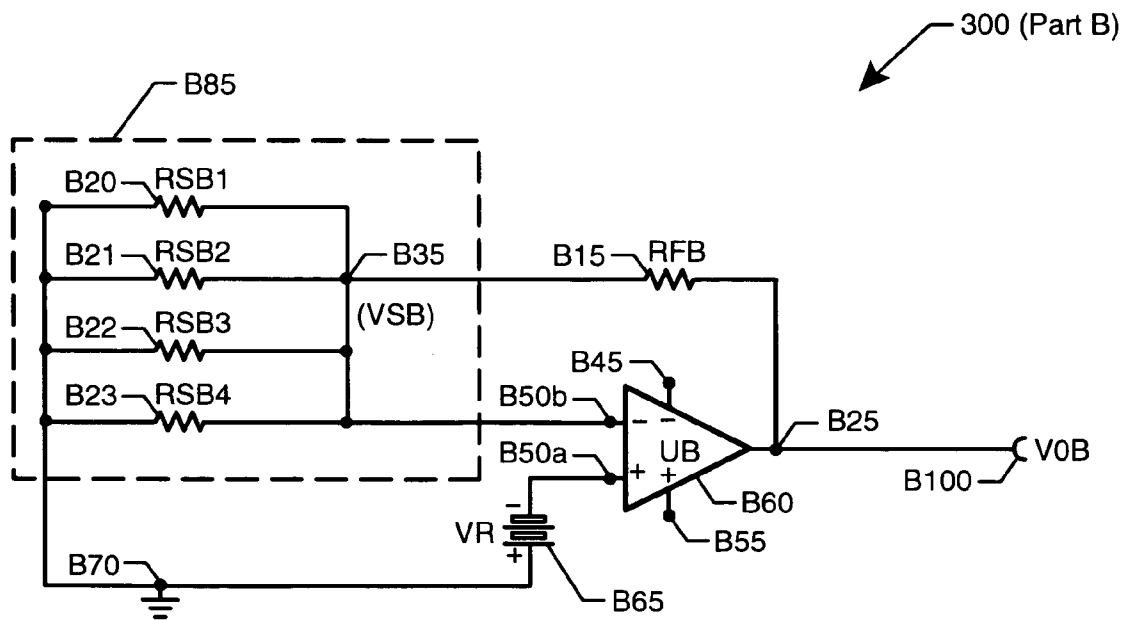 300 (Part B)
B85
B20 RSB1
B21 RSB2 B35 B15 RFB
(VSB)
B22 RSB3
B45
B23 RSB4 B50b - - B25
UB V0B
B50a + + B100
- B60
VR
+ B55
B70
B65